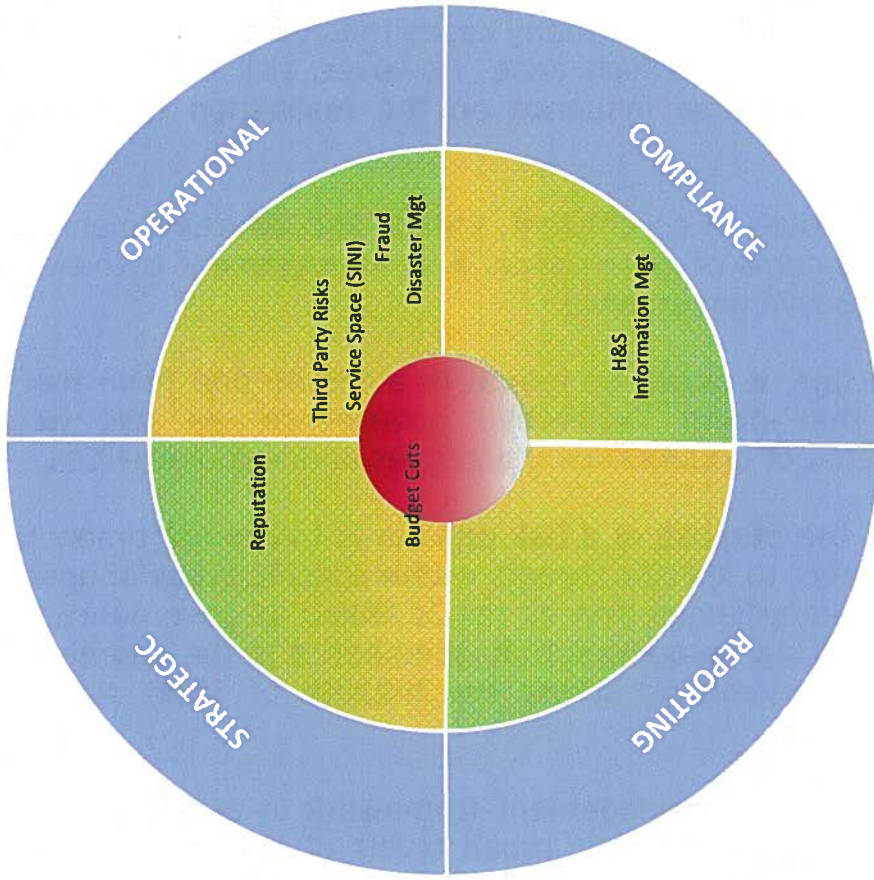 STRATEGIC
Reputation
Budget Cuts
OPERATIONAL
Third Party Risks
Service Space (SINI)
Fraud
Disaster Mgt
REPORTING
COMPLIANCE
H&S
Information Mgt